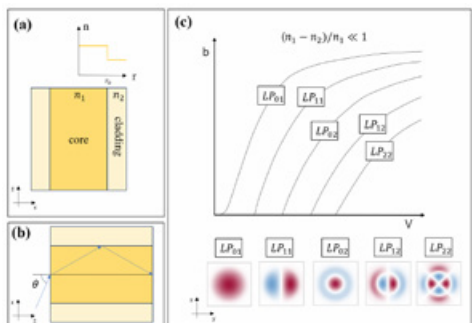 (a)
n
r
n₁
n₂
core
cladding
(b)
θ
(c)
(n₁ − n₂)/n₁ ≪ 1
b
LP₀₁
LP₁₁
LP₀₂
LP₁₂
LP₂₂
V
LP₀₁ LP₁₁ LP₀₂ LP₁₂ LP₂₂